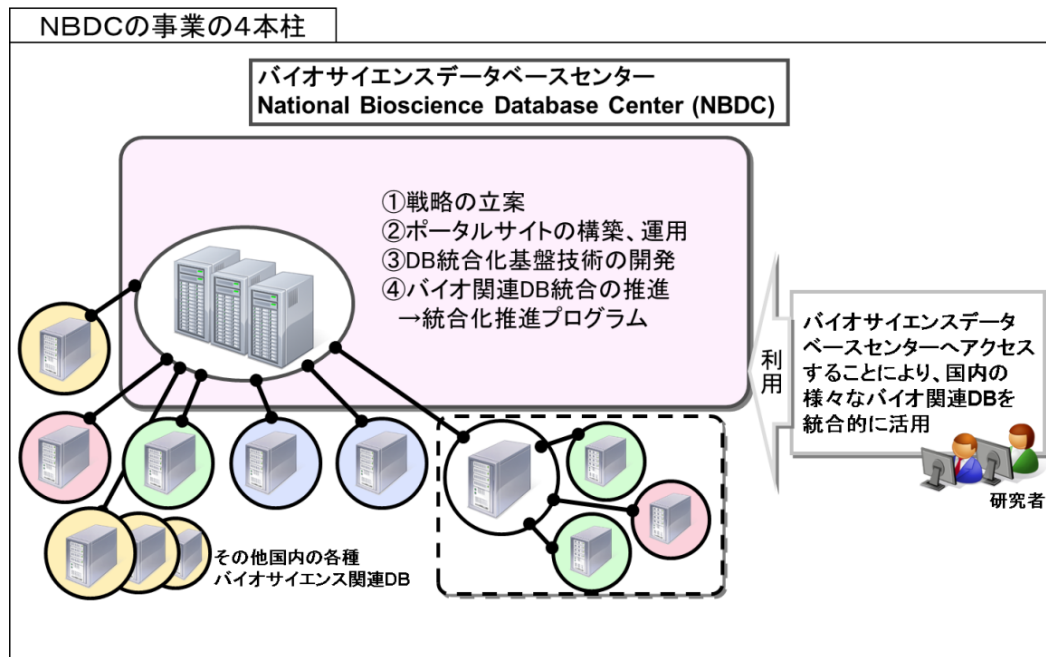 NBDCの事業の4本柱
バイオサイエンスデータベースセンター
National Bioscience Database Center (NBDC)
①戦略の立案
②ポータルサイトの構築、運用
③DB統合化基盤技術の開発
④バイオ関連DB統合の推進
→統合化推進プログラム
利用
バイオサイエンスデータ
ベースセンターへアクセス
することにより、国内の
様々なバイオ関連DBを
統合的に活用
研究者
その他国内の各種
バイオサイエンス関連DB